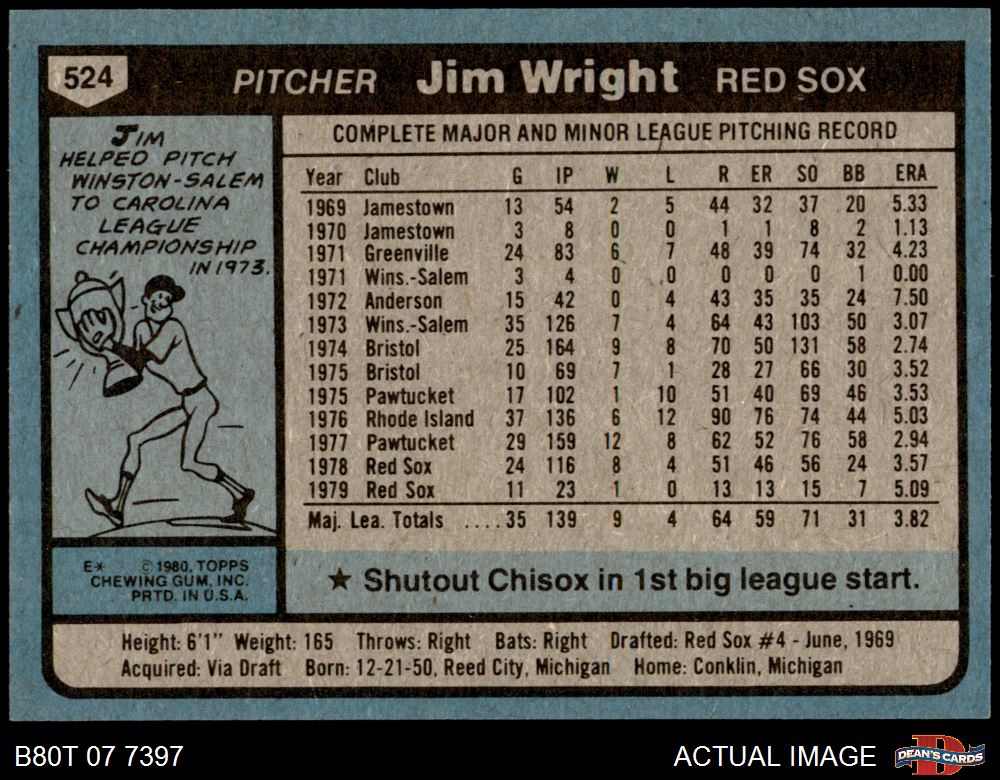 524 PITCHER Jim Wright RED SOX
JIM
HELPED PITCH
WINSTON-SALEM
TO CAROLINA
LEAGUE
CHAMPIONSHIP
IN 1973.
COMPLETE MAJOR AND MINOR LEAGUE PITCHING RECORD
Year Club G IP W L R ER SO BB ERA
1969 Jamestown 13 54 2 5 44 32 37 20 5.33
1970 Jamestown 3 8 0 0 1 1 8 2 1.13
1971 Greenville 24 83 6 7 48 39 74 32 4.23
1971 Wins.-Salem 3 4 0 0 0 0 0 1 0.00
1972 Anderson 15 42 0 4 43 35 35 24 7.50
1973 Wins.-Salem 35 126 7 4 64 43 103 50 3.07
1974 Bristol 25 164 9 8 70 50 131 58 2.74
1975 Bristol 10 69 7 1 28 27 66 30 3.52
1975 Pawtucket 17 102 1 10 51 40 69 46 3.53
1976 Rhode Island 37 136 6 12 90 76 74 44 5.03
1977 Pawtucket 29 159 12 8 62 52 76 58 2.94
1978 Red Sox 24 116 8 4 51 46 56 24 3.57
1979 Red Sox 11 23 1 0 13 13 15 7 5.09
Maj. Lea. Totals ....35 139 9 4 64 59 71 31 3.82
E* © 1980, TOPPS
CHEWING GUM, INC.
PRTD. IN U.S.A.
★ Shutout Chisox in 1st big league start.
Height: 6'1" Weight: 165 Throws: Right Bats: Right Drafted: Red Sox #4 - June, 1969
Acquired: Via Draft Born: 12-21-50, Reed City, Michigan Home: Conklin, Michigan
B80T 07 7397 ACTUAL IMAGE DEAN'S CARDS